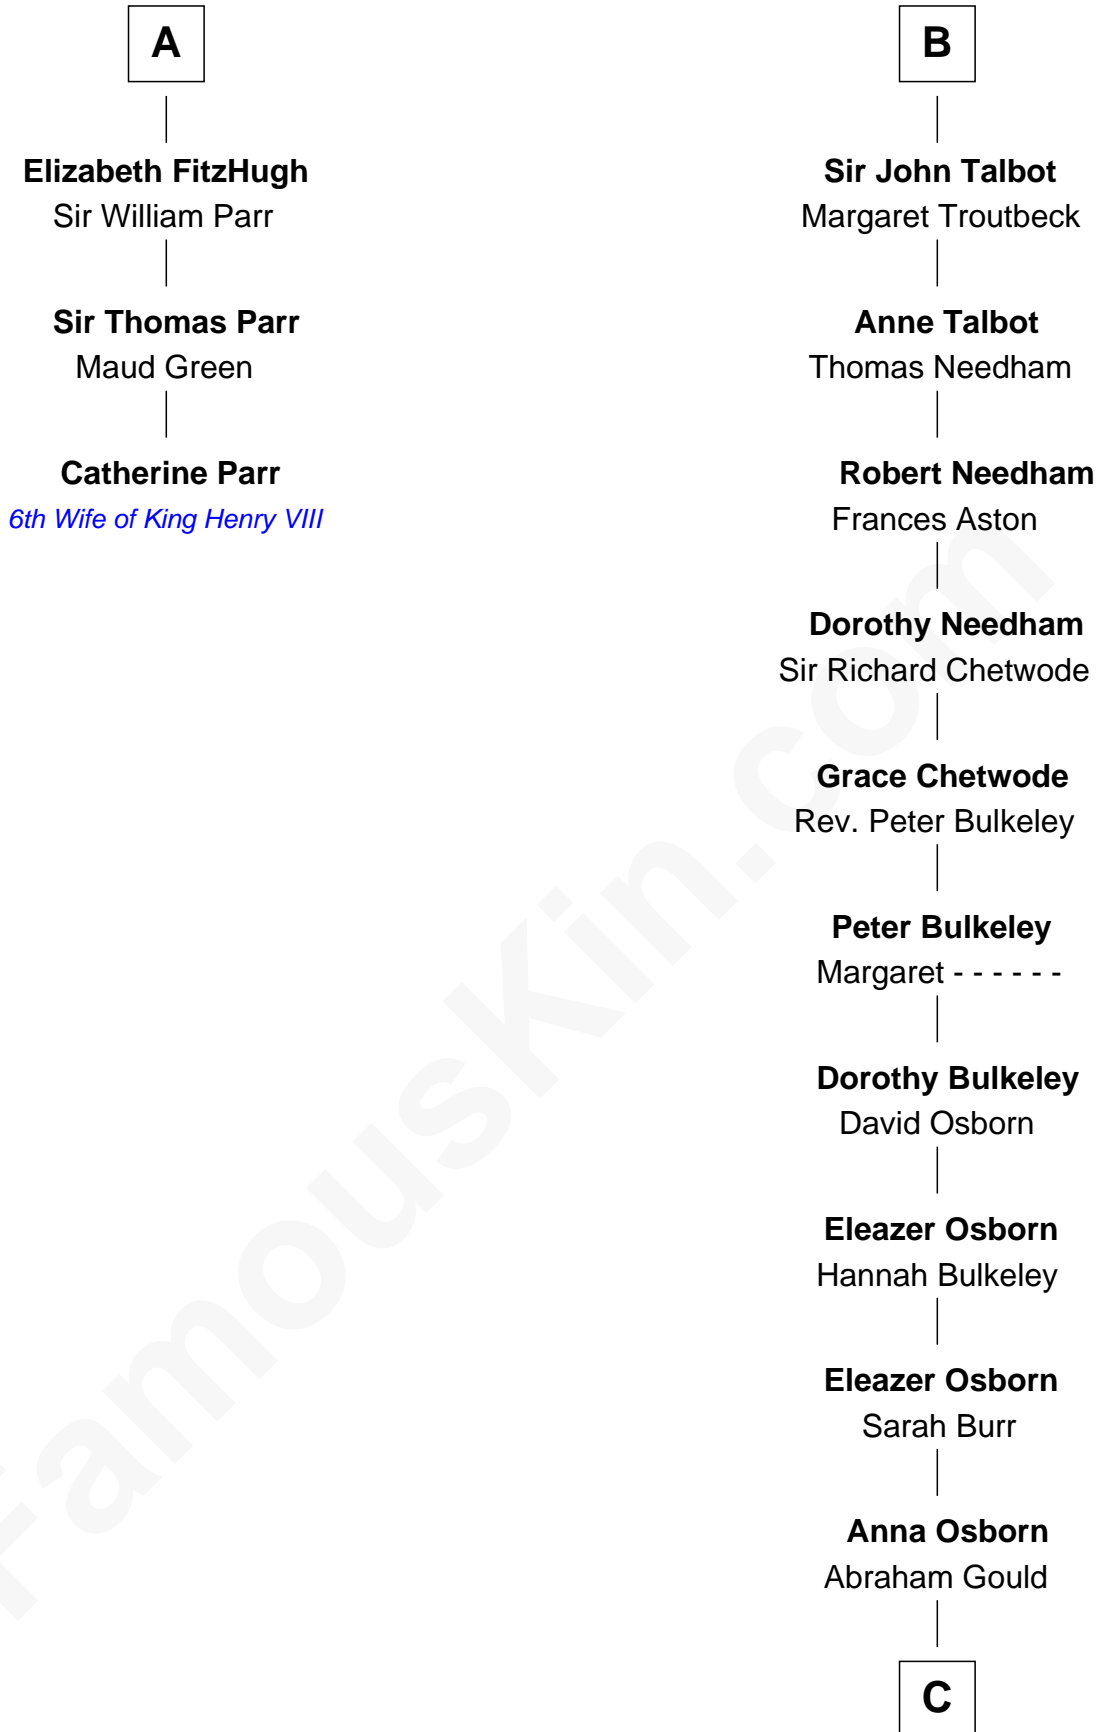 A
Elizabeth FitzHugh
Sir William Parr
Sir Thomas Parr
Maud Green
Catherine Parr
6th Wife of King Henry VIII
B
Sir John Talbot
Margaret Troutbeck
Anne Talbot
Thomas Needham
Robert Needham
Frances Aston
Dorothy Needham
Sir Richard Chetwode
Grace Chetwode
Rev. Peter Bulkeley
Peter Bulkeley
Margaret - - - - - -
Dorothy Bulkeley
David Osborn
Eleazer Osborn
Hannah Bulkeley
Eleazer Osborn
Sarah Burr
Anna Osborn
Abraham Gould
C
FamousKin.com